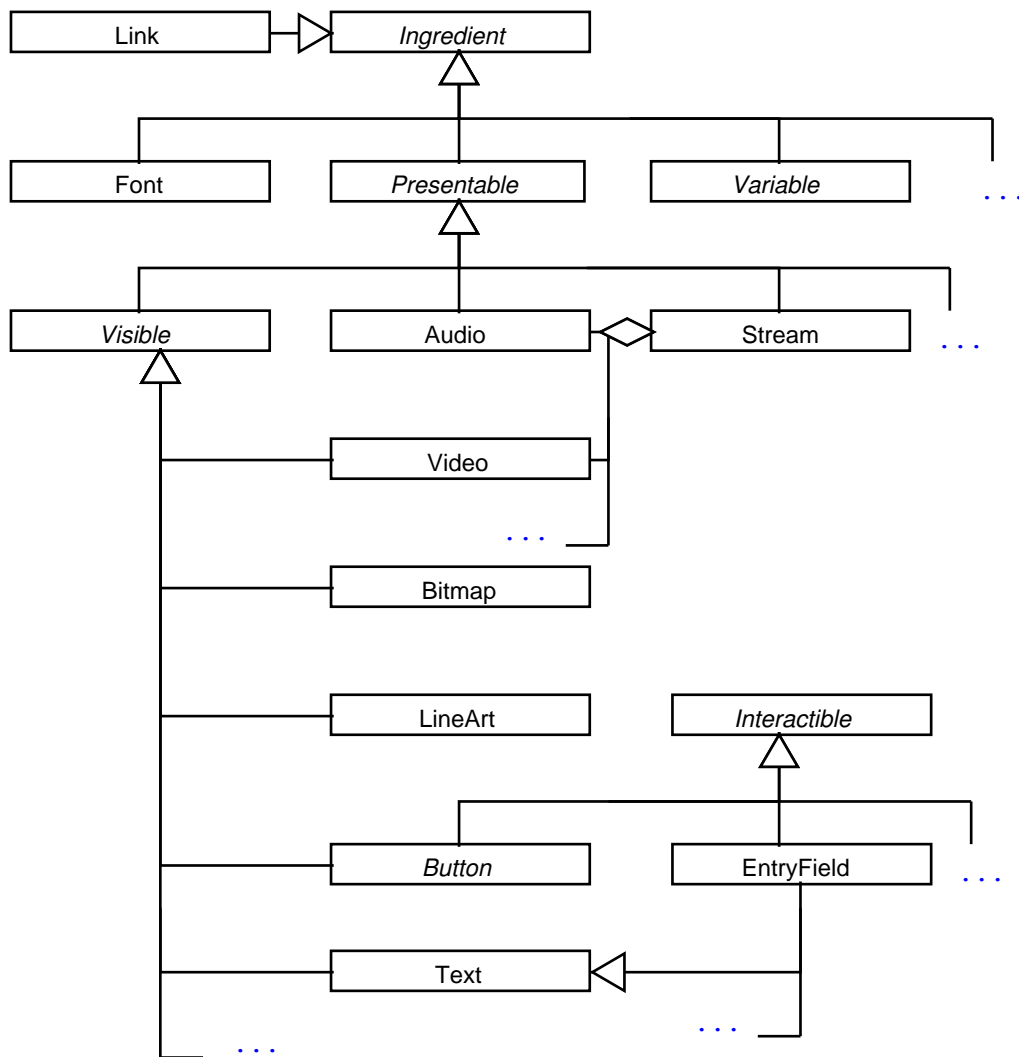 Link
Ingredient
Font
Presentable
Variable
. . .
Visible
Audio
Stream
. . .
Video
. . .
Bitmap
LineArt
Interactible
Button
EntryField
. . .
Text
. . .
. . .